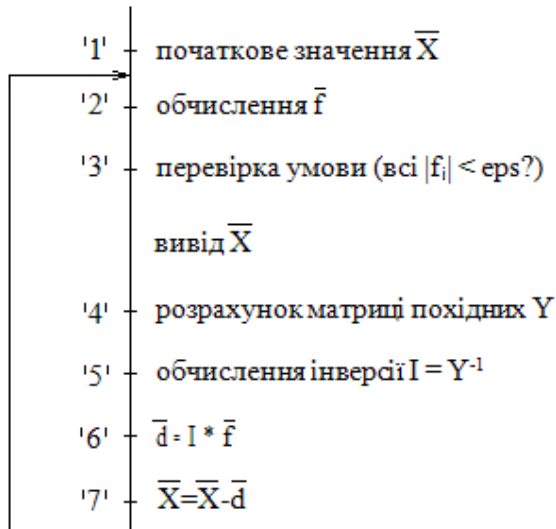 '1' початкове значення X̅
'2' обчислення f̅
'3' перевірка умови (всі |fᵢ| < eps?)
вивід X̅
'4' розрахунок матриці похідних Y
'5' обчислення інверсії I = Y⁻¹
'6' d̅ = I * f̅
'7' X̅=X̅-d̅